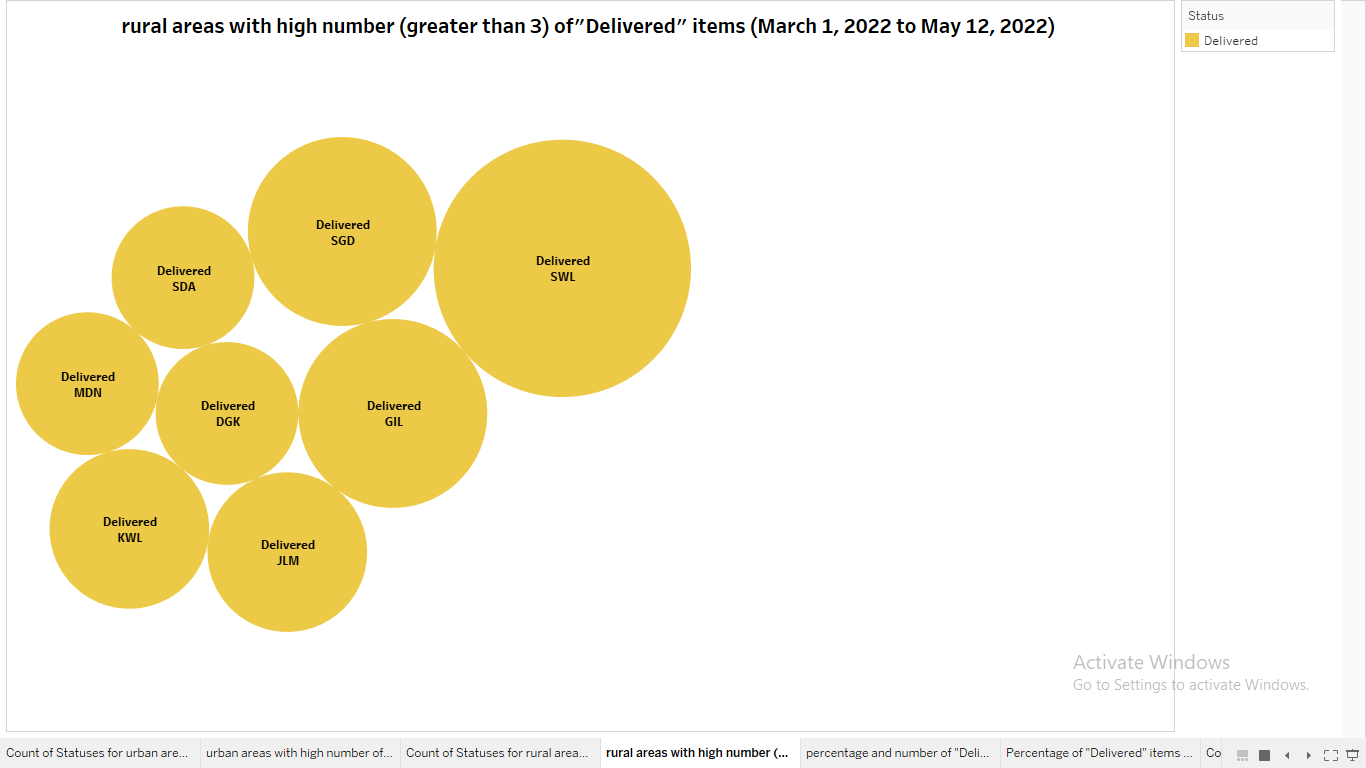 rural areas with high number (greater than 3) of”Delivered” items (March 1, 2022 to May 12, 2022)
Status
Delivered
Delivered
SGD
Delivered
SWL
Delivered
SDA
Delivered
MDN
Delivered
DGK
Delivered
GIL
Delivered
KWL
Delivered
JLM
Activate Windows
Go to Settings to activate Windows.
Count of Statuses for urban are...
urban areas with high number of...
Count of Statuses for rural area...
rural areas with high number (...
percentage and number of "Deli...
Percentage of "Delivered" items ...
Co